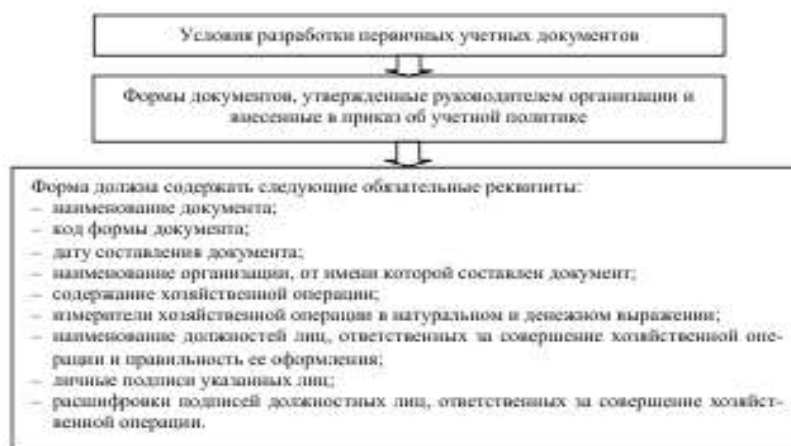 Условия разработки первичных учетных документов
Формы документов, утвержденные руководителем организации и
внесенные в приказ об учетной политике
Форма должна содержать следующие обязательные реквизиты:
– наименование документа;
– код формы документа;
– дату составления документа;
– наименование организации, от имени которой составлен документ;
– содержание хозяйственной операции;
– измерители хозяйственной операции в натуральном и денежном выражении;
– наименование должностей лиц, ответственных за совершение хозяйственной опе-
рации и правильность ее оформления;
– личные подписи указанных лиц;
– расшифровки подписей должностных лиц, ответственных за совершение хозяйст-
венной операции.